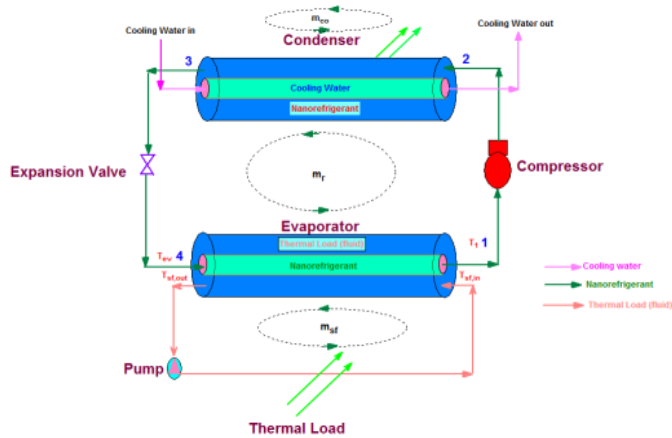 m_co
Cooling Water in
Cooling Water out
Condenser
3
2
Cooling Water
Nanorefrigerant
Expansion Valve
m_r
Compressor
Evaporator
Thermal Load (fluid)
T_ev 4
T_1 1
Nanorefrigerant
T_sf,out
T_sf,in
Cooling water
Nanorefrigerant
Thermal Load (fluid)
m_sf
Pump
Thermal Load